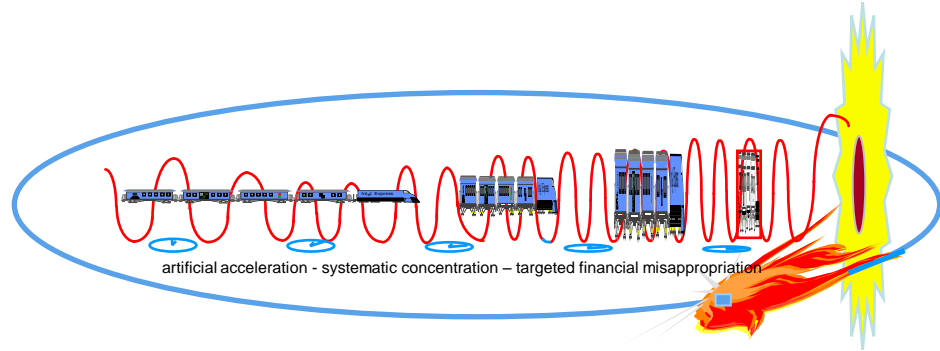 artificial acceleration - systematic concentration – targeted financial misappropriation